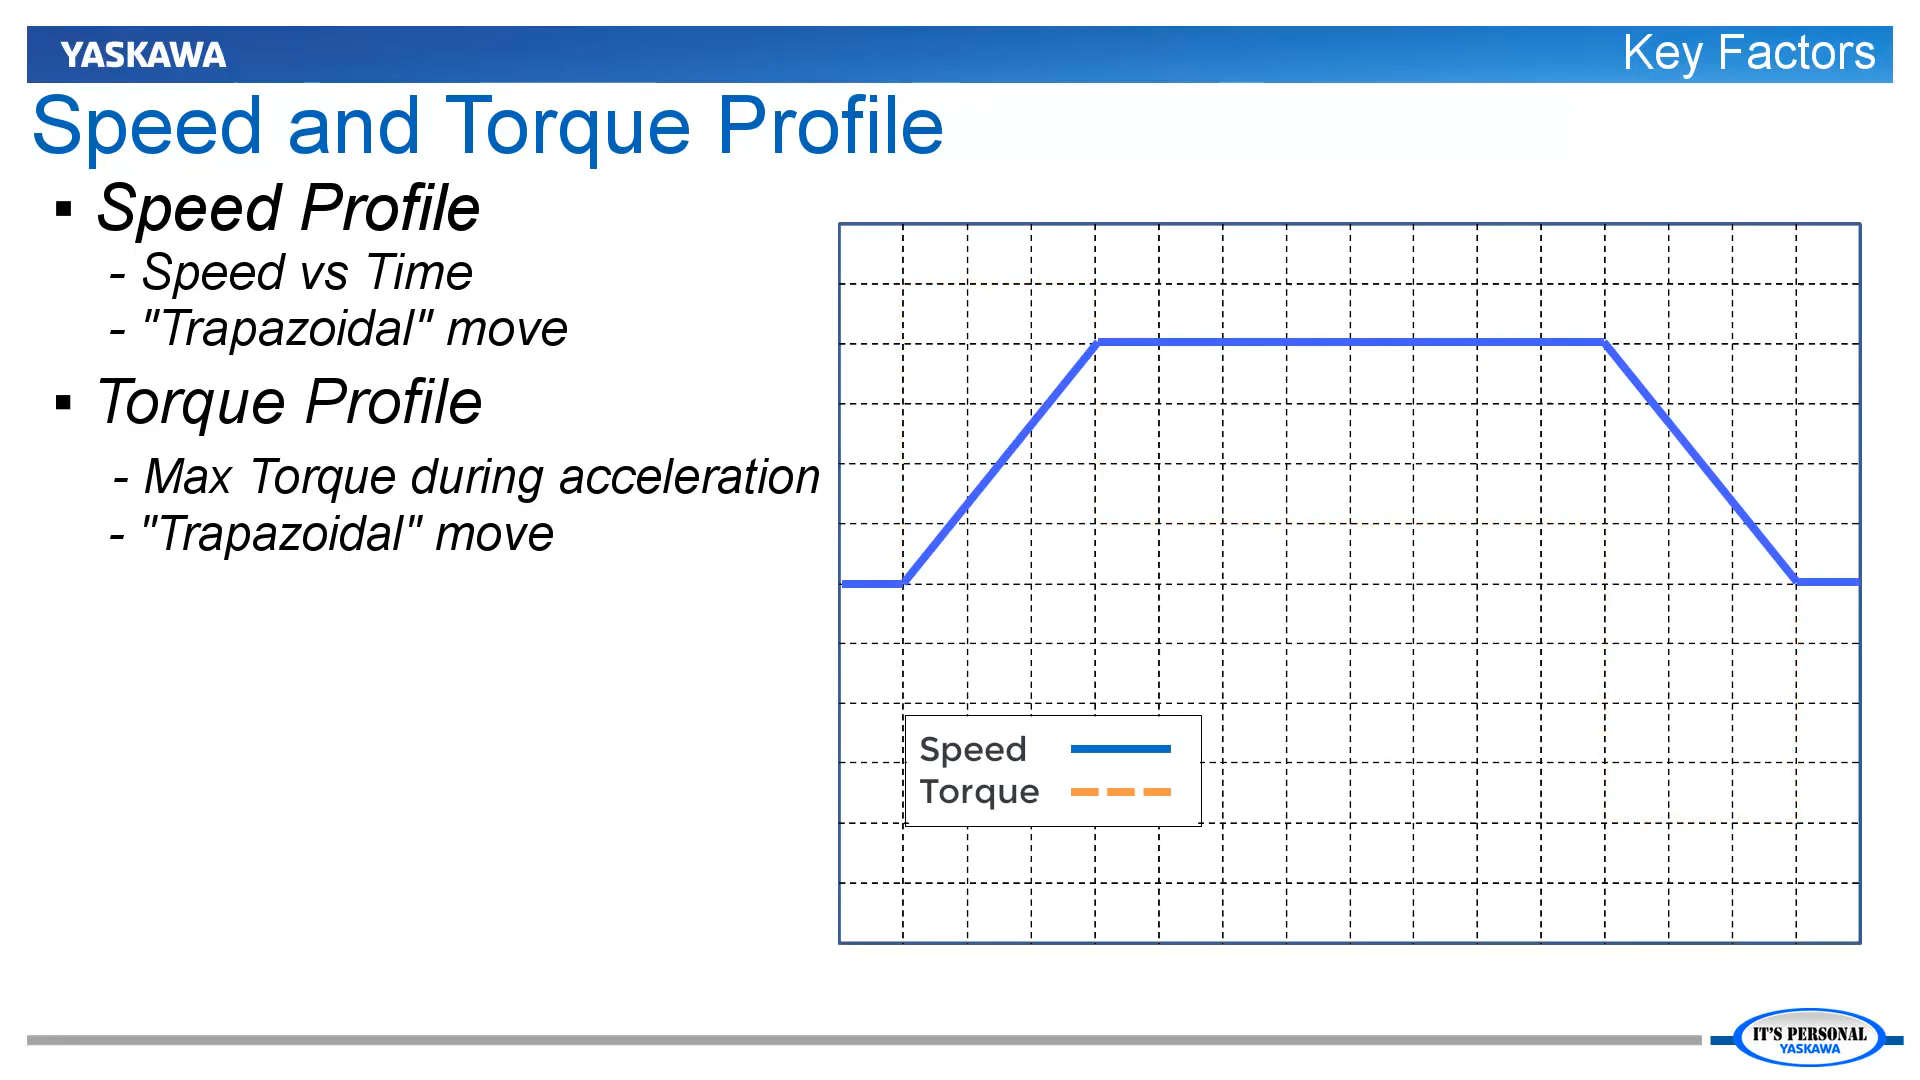 YASKAWA
Key Factors
Speed and Torque Profile
▪ Speed Profile
- Speed vs Time
- "Trapazoidal" move
▪ Torque Profile
- Max Torque during acceleration
- "Trapazoidal" move
Speed
Torque
IT'S PERSONAL
YASKAWA